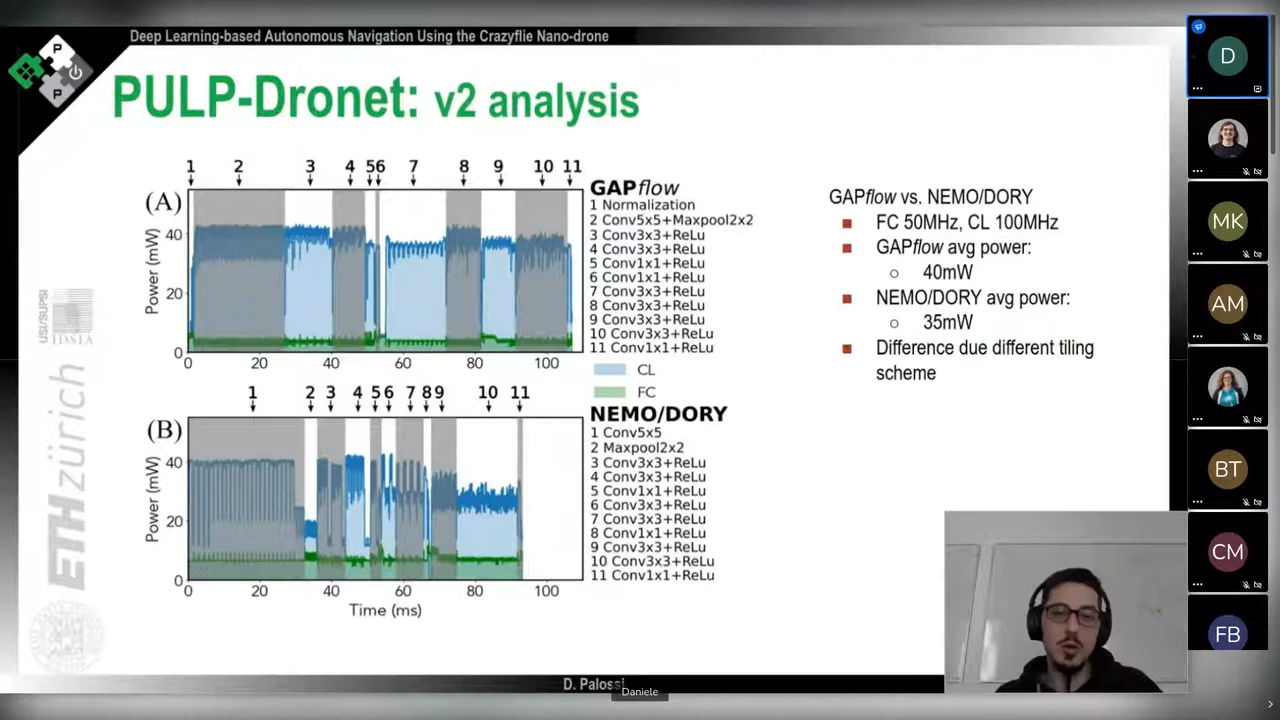 Deep Learning-based Autonomous Navigation Using the Crazyflie Nano-drone
P
P
PULP-Dronet: v2 analysis
1 2 3 4 5 6 7 8 9 10 11
(A)
Power (mW)
40
20
0
0 20 40 60 80 100
GAPflow
1 Normalization
2 Conv5x5+Maxpool2x2
3 Conv3x3+ReLu
4 Conv3x3+ReLu
5 Conv1x1+ReLu
6 Conv1x1+ReLu
7 Conv3x3+ReLu
8 Conv3x3+ReLu
9 Conv3x3+ReLu
10 Conv3x3+ReLu
11 Conv1x1+ReLu
CL
FC
1 2 3 4 5 6 7 8 9 10 11
(B)
Power (mW)
40
20
0
0 20 40 60 80 100
Time (ms)
NEMO/DORY
1 Conv5x5
2 Maxpool2x2
3 Conv3x3+ReLu
4 Conv3x3+ReLu
5 Conv1x1+ReLu
6 Conv3x3+ReLu
7 Conv3x3+ReLu
8 Conv1x1+ReLu
9 Conv3x3+ReLu
10 Conv3x3+ReLu
11 Conv1x1+ReLu
GAPflow vs. NEMO/DORY
FC 50MHz, CL 100MHz
GAPflow avg power:
40mW
NEMO/DORY avg power:
35mW
Difference due different tiling
scheme
USI/SUPSI
IDSIA
ETH zürich
D. Palossi
Daniele
D
MK
AM
BT
CM
FB